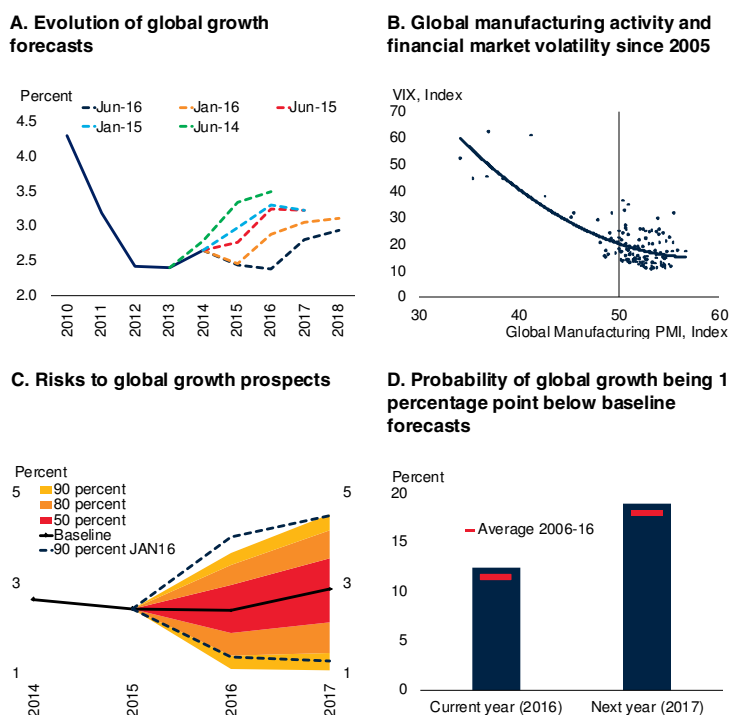 A. Evolution of global growth
forecasts
Percent
Jun-16 Jan-16 Jun-15
Jan-15 Jun-14
4.5
4.0
3.5
3.0
2.5
2.0
2010 2011 2012 2013 2014 2015 2016 2017 2018
B. Global manufacturing activity and
financial market volatility since 2005
VIX, Index
70
60
50
40
30
20
10
0
30 40 50 60
Global Manufacturing PMI, Index
C. Risks to global growth prospects
Percent
5 5
90 percent
80 percent
50 percent
Baseline
90 percent JAN16
3 3
1 1
2014 2015 2016 2017
D. Probability of global growth being 1
percentage point below baseline
forecasts
Percent
20
Average 2006-16
15
10
5
0
Current year (2016) Next year (2017)